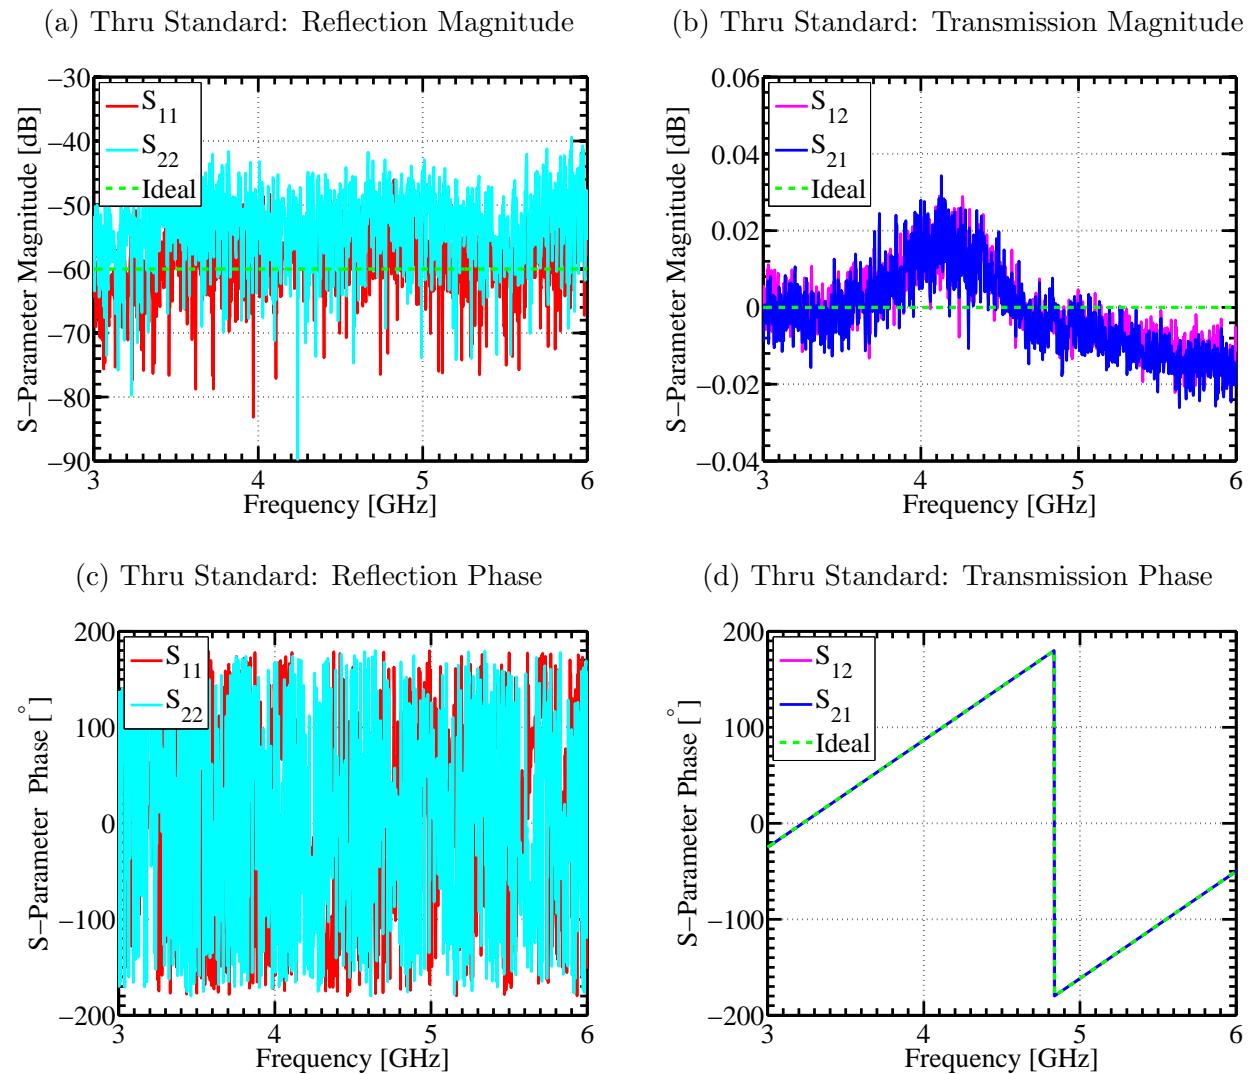 (a) Thru Standard: Reflection Magnitude
−30
−40
−50
−60
−70
−80
−90
3
4
5
6
S−Parameter Magnitude [dB]
Frequency [GHz]
S11
S22
Ideal
(b) Thru Standard: Transmission Magnitude
0.06
0.04
0.02
0
−0.02
−0.04
3
4
5
6
S−Parameter Magnitude [dB]
Frequency [GHz]
S12
S21
Ideal
(c) Thru Standard: Reflection Phase
200
100
0
−100
−200
3
4
5
6
S−Parameter Phase [°]
Frequency [GHz]
S11
S22
(d) Thru Standard: Transmission Phase
200
100
0
−100
−200
3
4
5
6
S−Parameter Phase [°]
Frequency [GHz]
S12
S21
Ideal